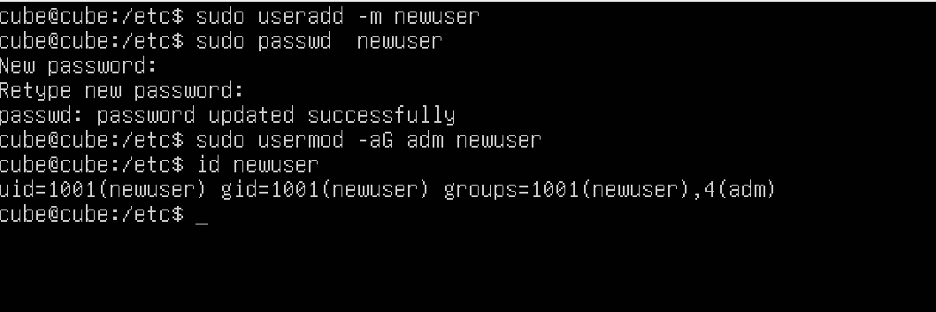 cube@cube:/etc$ sudo useradd -m newuser
cube@cube:/etc$ sudo passwd  newuser
New password:
Retype new password:
passwd: password updated successfully
cube@cube:/etc$ sudo usermod -aG adm newuser
cube@cube:/etc$ id newuser
uid=1001(newuser) gid=1001(newuser) groups=1001(newuser),4(adm)
cube@cube:/etc$ _